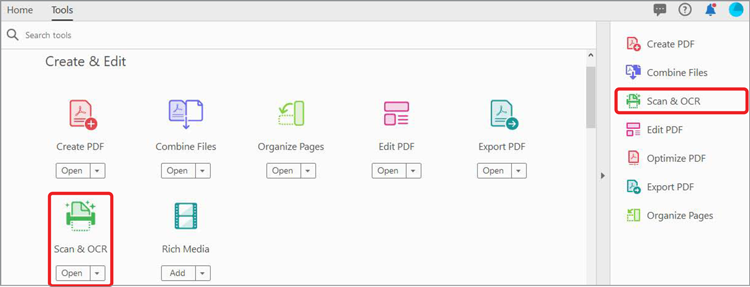 Home Tools
Search tools
Create & Edit
Create PDF Combine Files Organize Pages Edit PDF Export PDF
Open Open Open Open Open
Scan & OCR Rich Media
Open Add
Create PDF
Combine Files
Scan & OCR
Edit PDF
Optimize PDF
Export PDF
Organize Pages